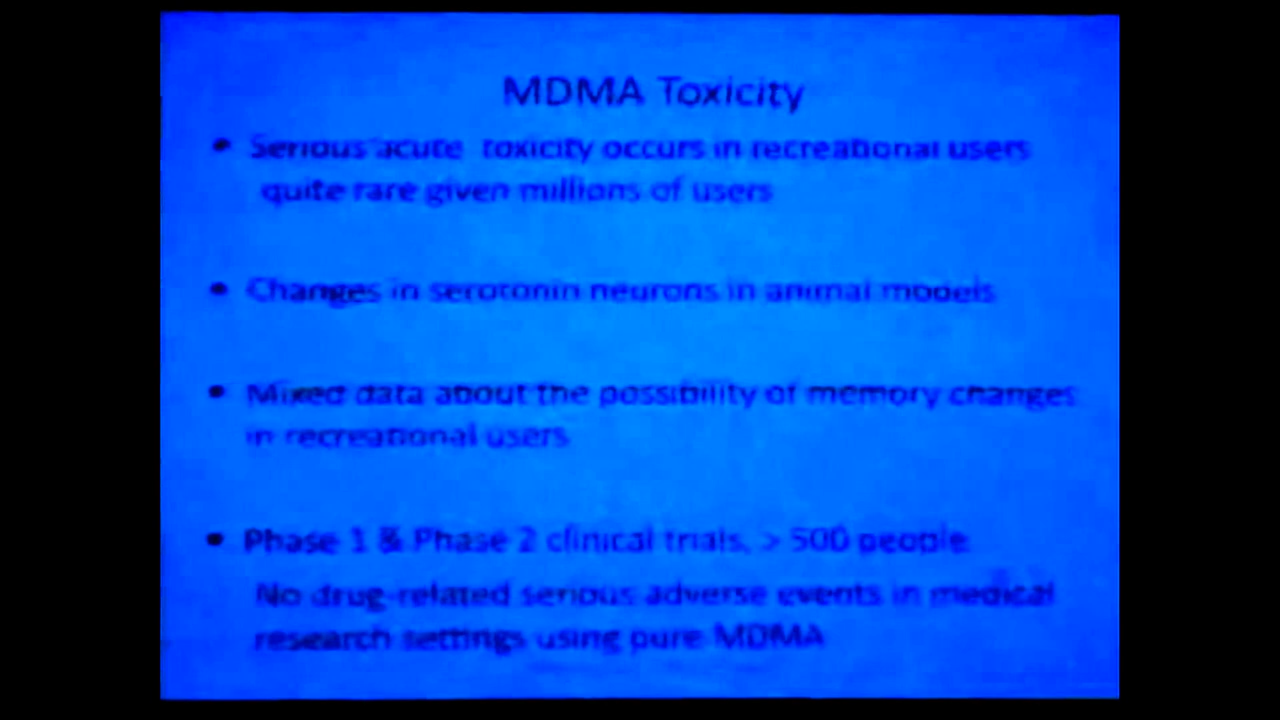 MDMA Toxicity
• Serious acute toxicity occurs in recreational users
quite rare given millions of users
• Changes in serotonin neurons in animal models
• Mixed data about the possibility of memory changes
in recreational users
• Phase 1 & Phase 2 clinical trials, > 500 people
No drug-related serious adverse events in medical
research settings using pure MDMA